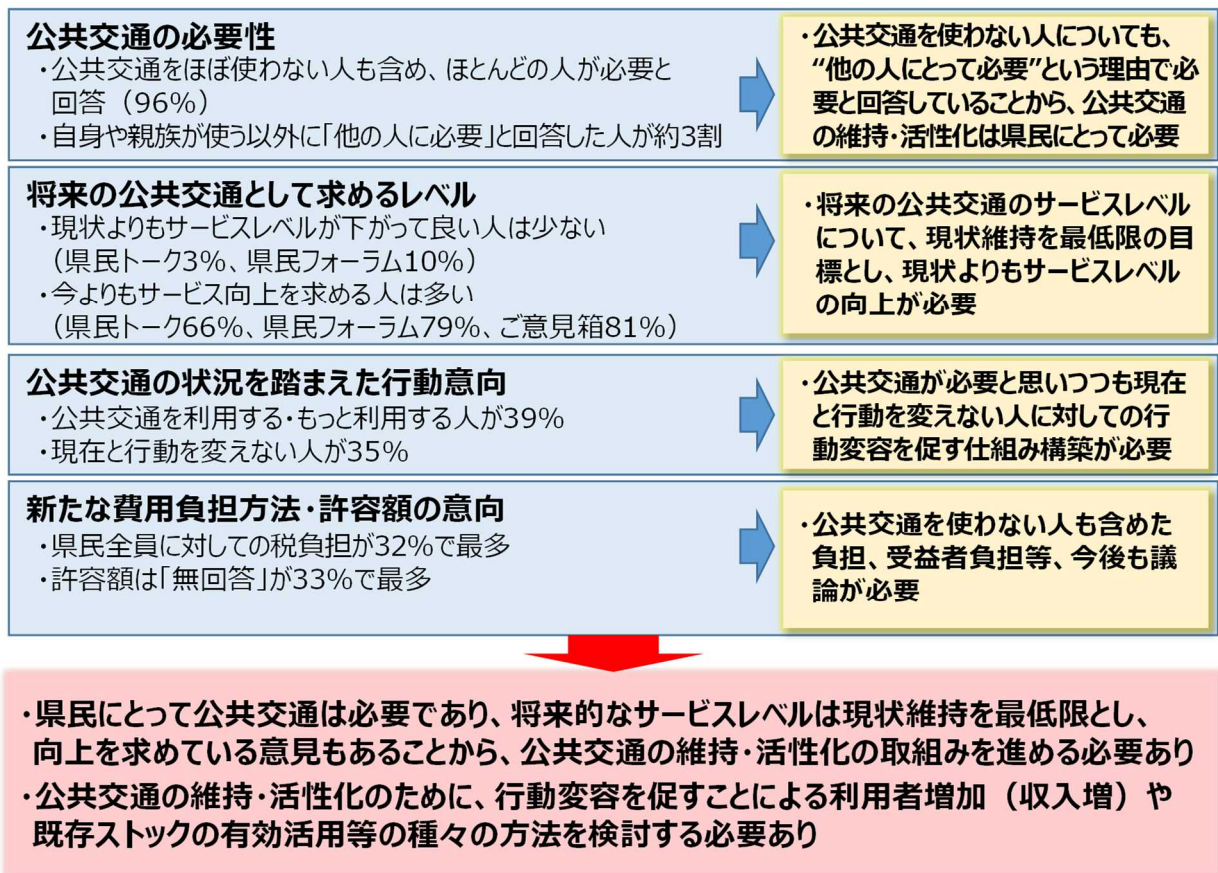 公共交通の必要性
・公共交通をほぼ使わない人も含め、ほとんどの人が必要と
回答（96%）
・自身や親族が使う以外に「他の人に必要」と回答した人が約3割
・公共交通を使わない人についても、
“他の人にとって必要”という理由で必
要と回答していることから、公共交通
の維持・活性化は県民にとって必要
将来の公共交通として求めるレベル
・現状よりもサービスレベルが下がって良い人は少ない
（県民トーク3%、県民フォーラム10%）
・今よりもサービス向上を求める人は多い
（県民トーク66%、県民フォーラム79%、ご意見箱81%）
・将来の公共交通のサービスレベル
について、現状維持を最低限の目
標とし、現状よりもサービスレベル
の向上が必要
公共交通の状況を踏まえた行動意向
・公共交通を利用する・もっと利用する人が39%
・現在と行動を変えない人が35%
・公共交通が必要と思いつつも現在
と行動を変えない人に対しての行
動変容を促す仕組み構築が必要
新たな費用負担方法・許容額の意向
・県民全員に対しての税負担が32%で最多
・許容額は「無回答」が33%で最多
・公共交通を使わない人も含めた
負担、受益者負担等、今後も議
論が必要
・県民にとって公共交通は必要であり、将来的なサービスレベルは現状維持を最低限とし、
向上を求めている意見もあることから、公共交通の維持・活性化の取組みを進める必要あり
・公共交通の維持・活性化のために、行動変容を促すことによる利用者増加（収入増）や
既存ストックの有効活用等の種々の方法を検討する必要あり